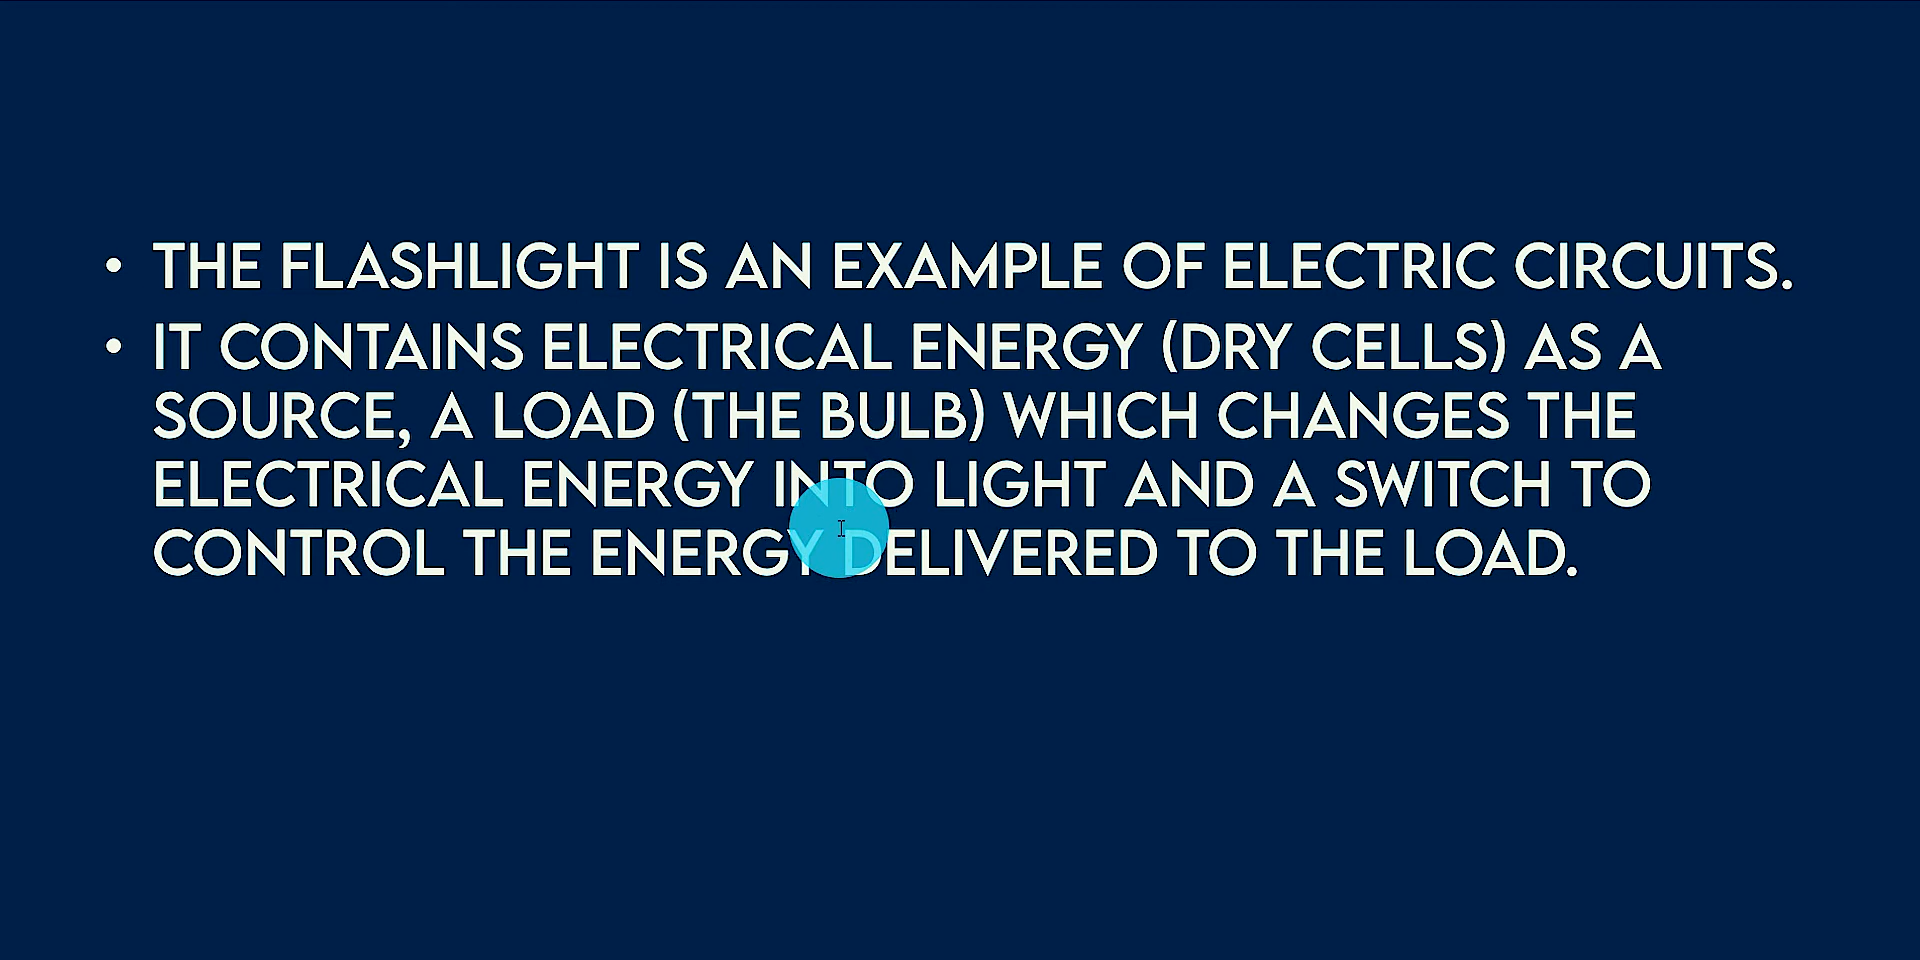 • THE FLASHLIGHT IS AN EXAMPLE OF ELECTRIC CIRCUITS.
• IT CONTAINS ELECTRICAL ENERGY (DRY CELLS) AS A
SOURCE, A LOAD (THE BULB) WHICH CHANGES THE
ELECTRICAL ENERGY INTO LIGHT AND A SWITCH TO
CONTROL THE ENERGY DELIVERED TO THE LOAD.